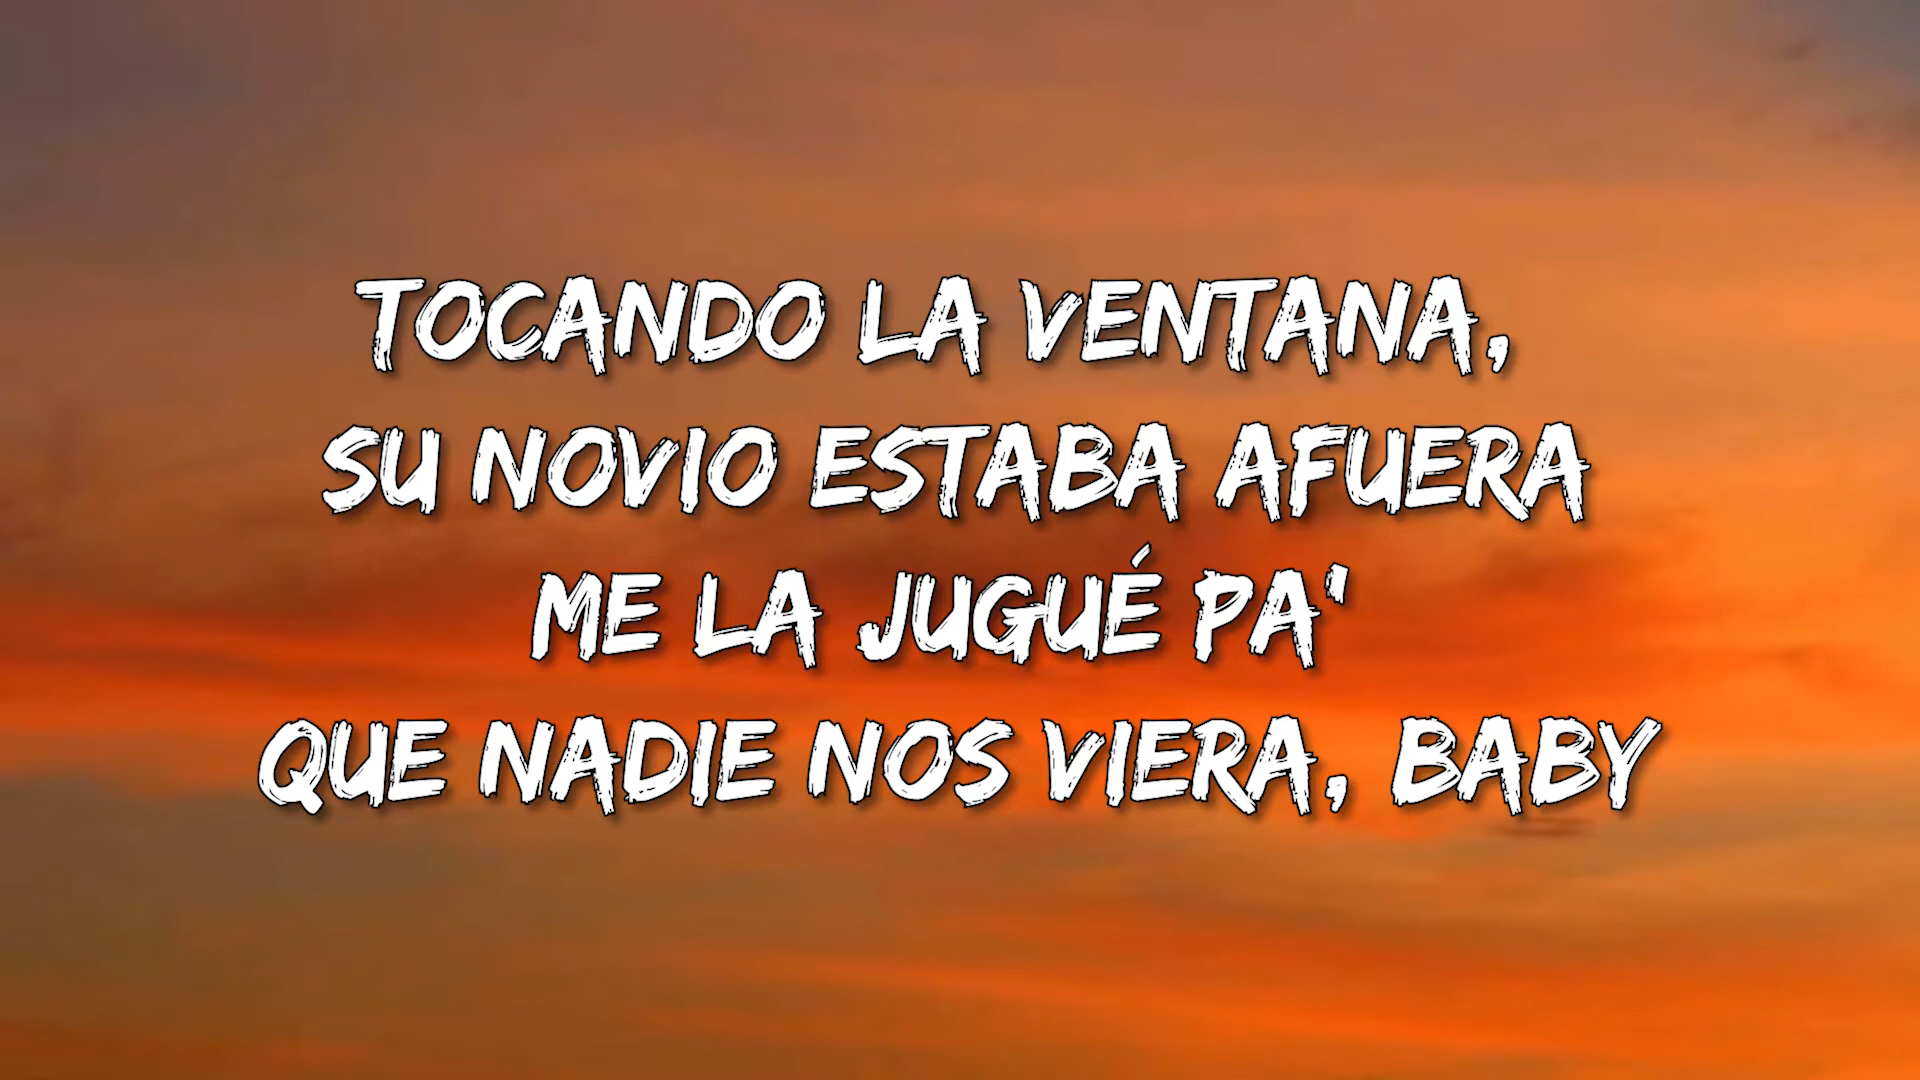 TOCANDO LA VENTANA,
SU NOVIO ESTABA AFUERA
ME LA JUGUÉ PA'
QUE NADIE NOS VIERA, BABY